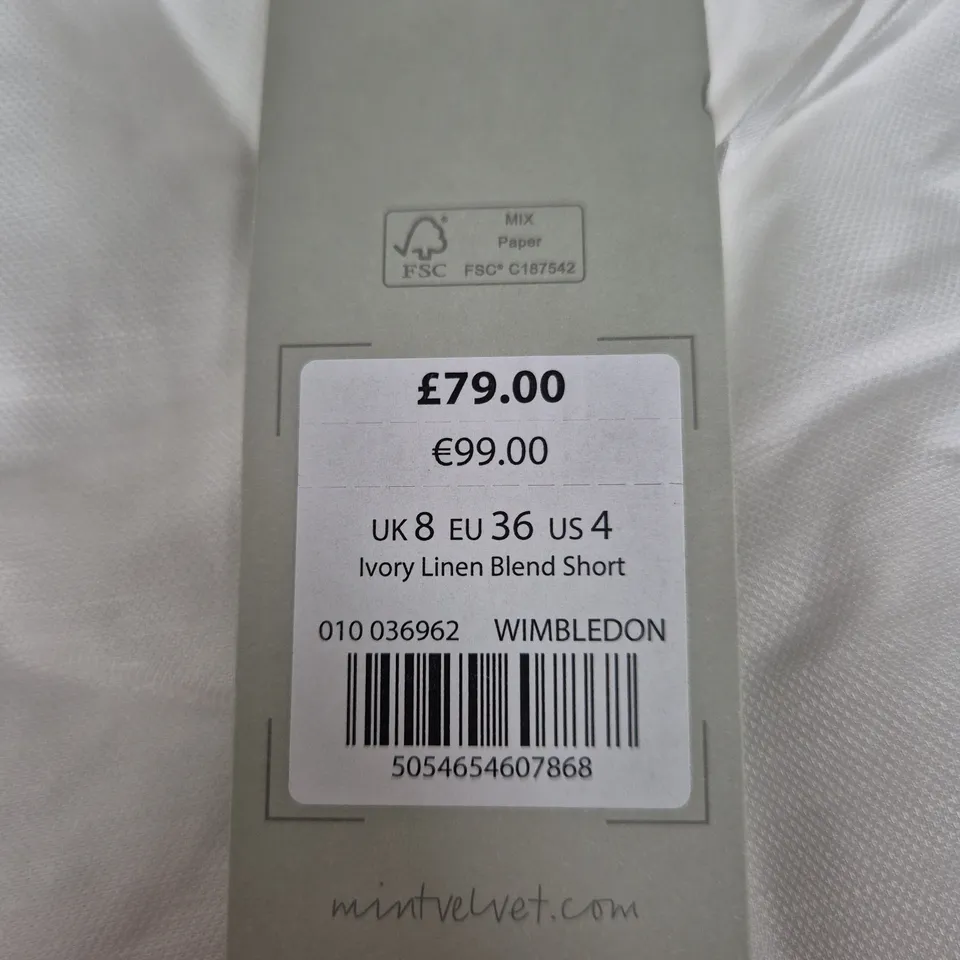 MIX
Paper
FSC
FSC® C187542
£79.00
€99.00
UK 8 EU 36 US 4
Ivory Linen Blend Short
010 036962 WIMBLEDON
5054654607868
mintvelvet.com